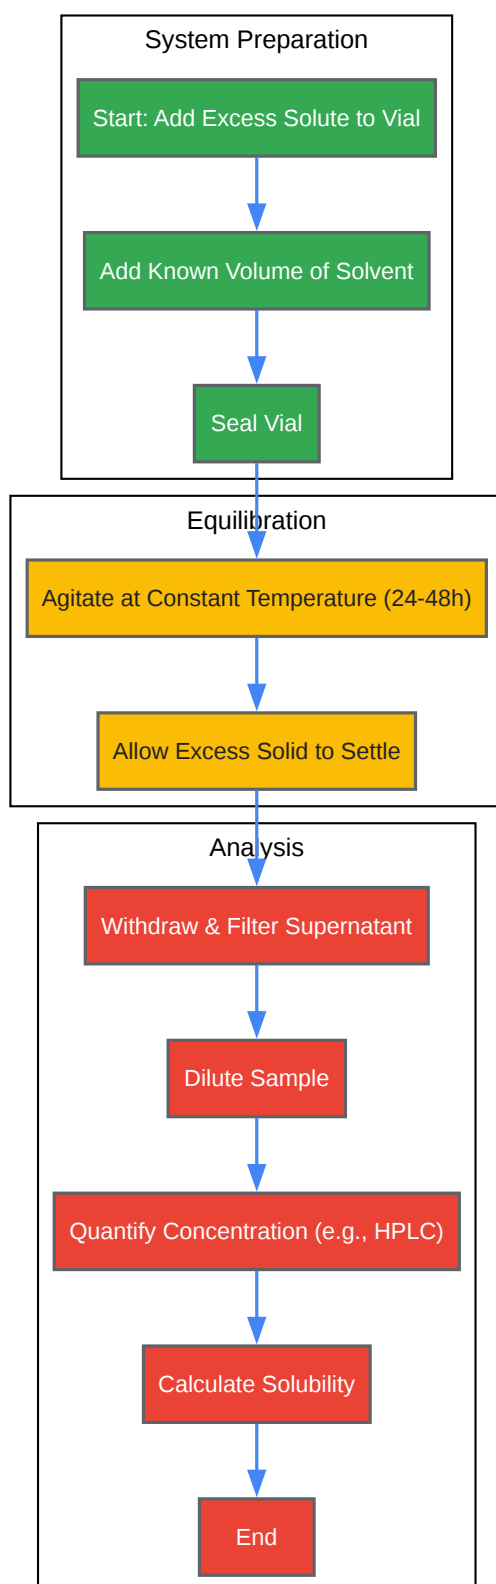 System Preparation
Start: Add Excess Solute to Vial
Add Known Volume of Solvent
Seal Vial
Equilibration
Agitate at Constant Temperature (24-48h)
Allow Excess Solid to Settle
Analysis
Withdraw & Filter Supernatant
Dilute Sample
Quantify Concentration (e.g., HPLC)
Calculate Solubility
End